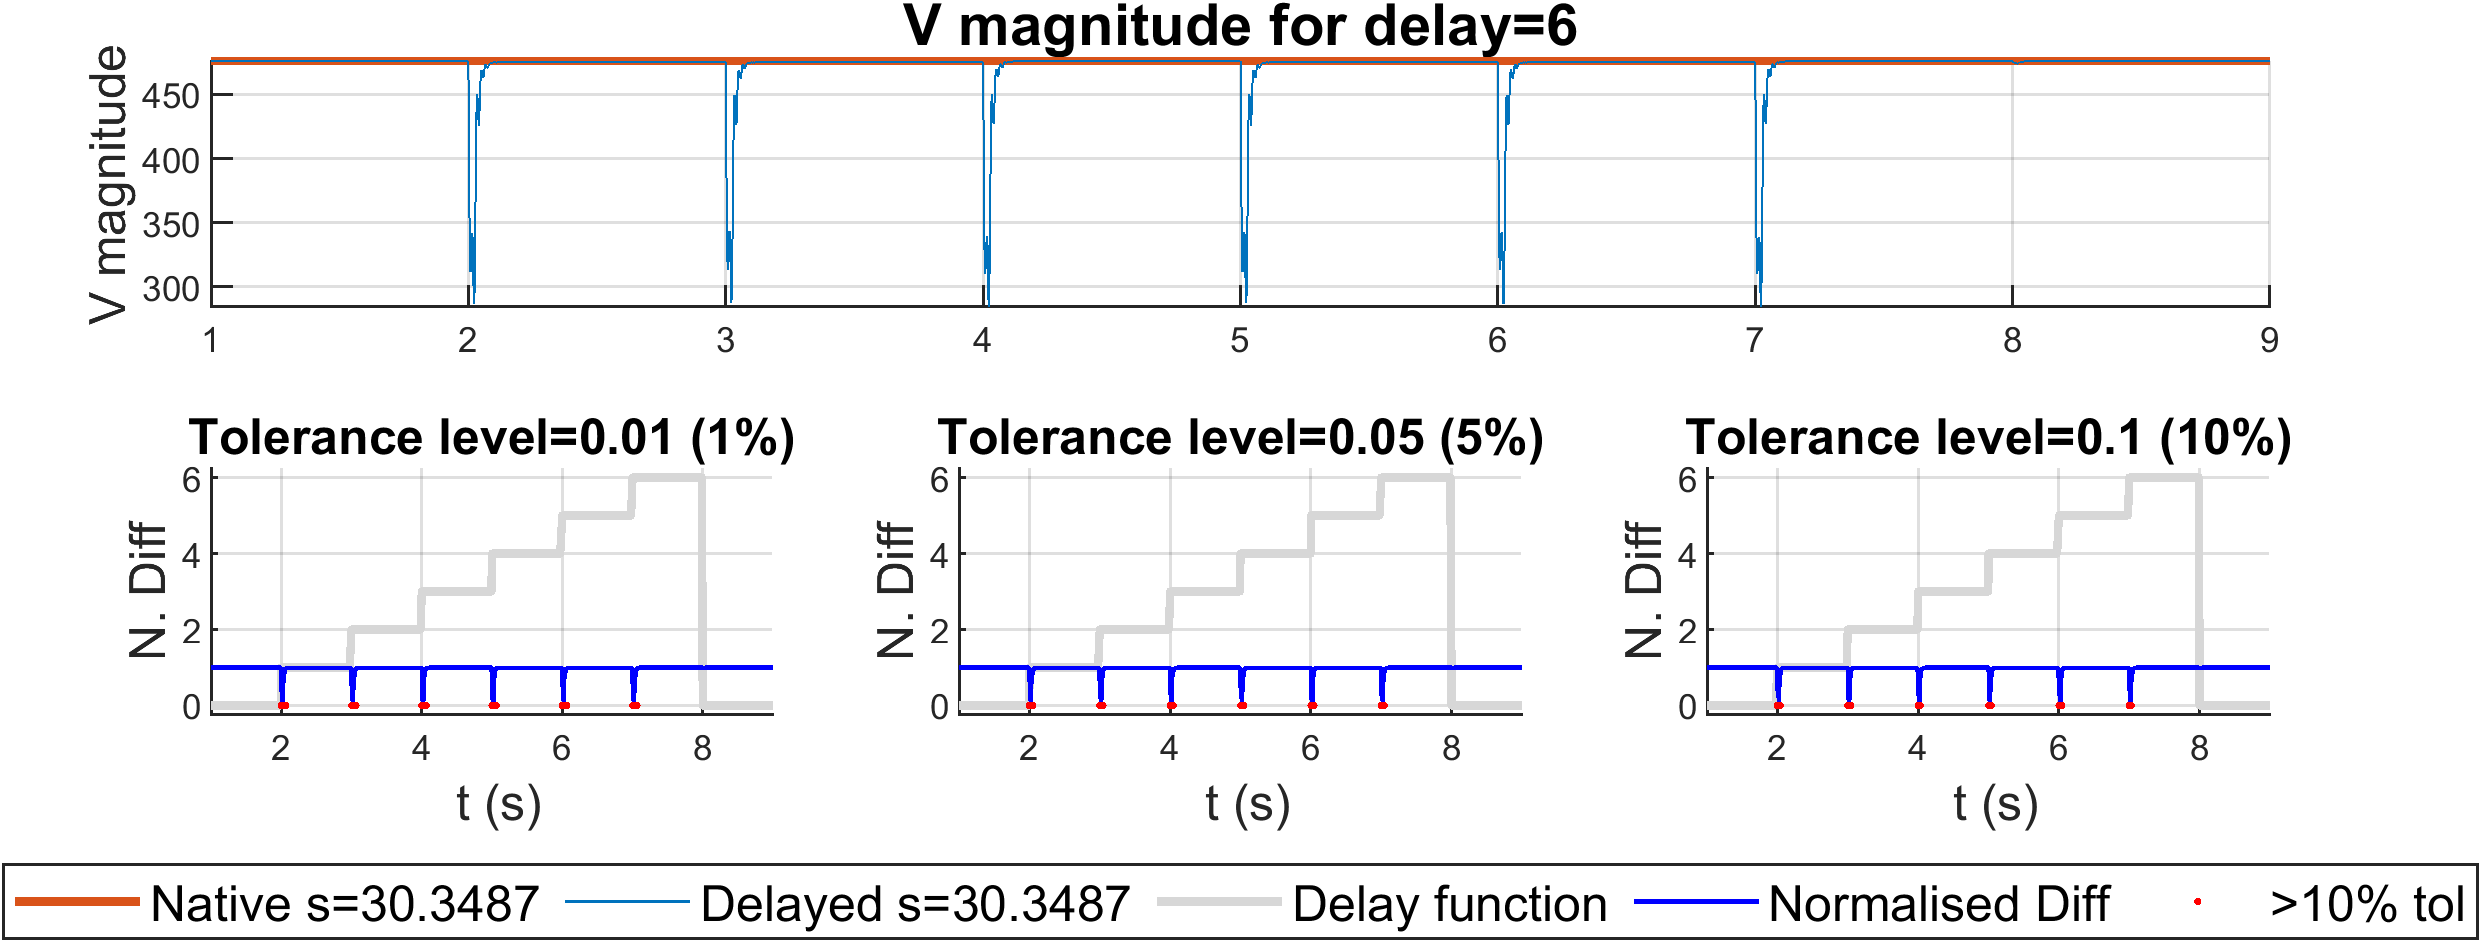 V magnitude for delay=6
V magnitude
450
400
350
300
1 2 3 4 5 6 7 8 9
Tolerance level=0.01 (1%)
N. Diff
6
4
2
0
2 4 6 8
t (s)
Tolerance level=0.05 (5%)
N. Diff
6
4
2
0
2 4 6 8
t (s)
Tolerance level=0.1 (10%)
N. Diff
6
4
2
0
2 4 6 8
t (s)
Native s=30.3487 Delayed s=30.3487 Delay function Normalised Diff >10% tol